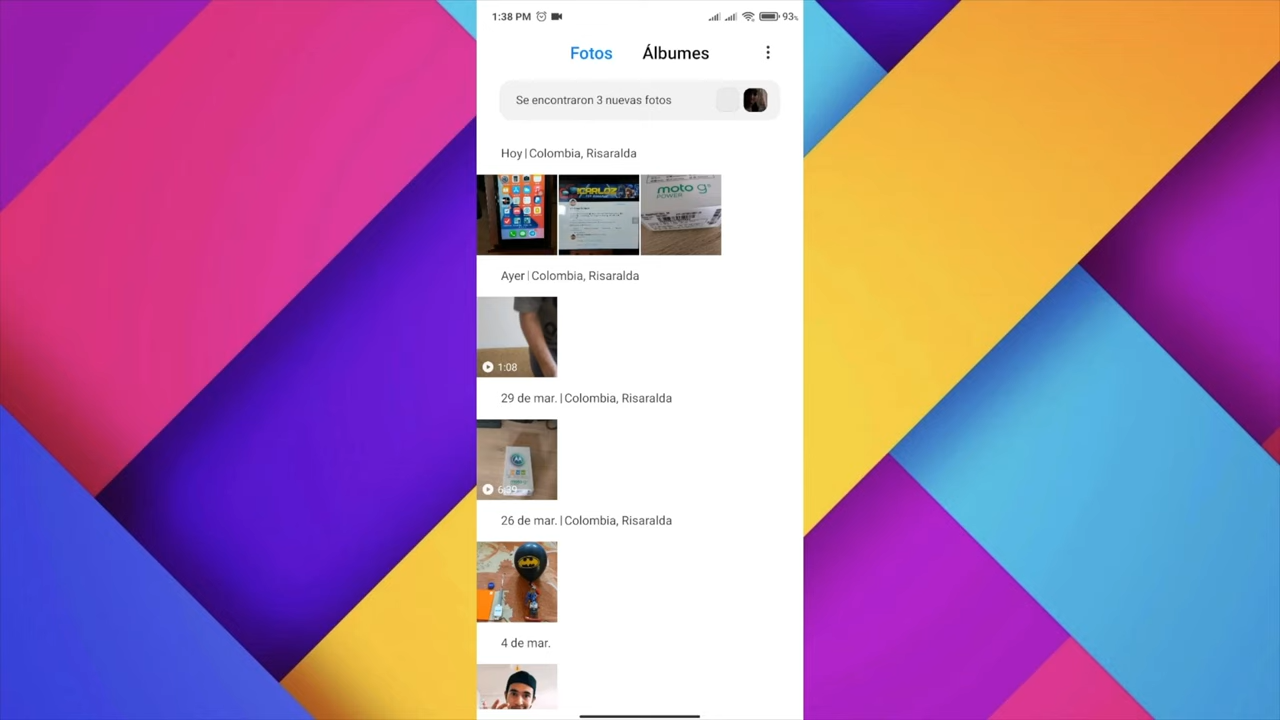 1:38 PM
93%
Fotos
Álbumes
Se encontraron 3 nuevas fotos
Hoy | Colombia, Risaralda
moto g
POWER
Ayer | Colombia, Risaralda
1:08
29 de mar. | Colombia, Risaralda
26 de mar. | Colombia, Risaralda
4 de mar.